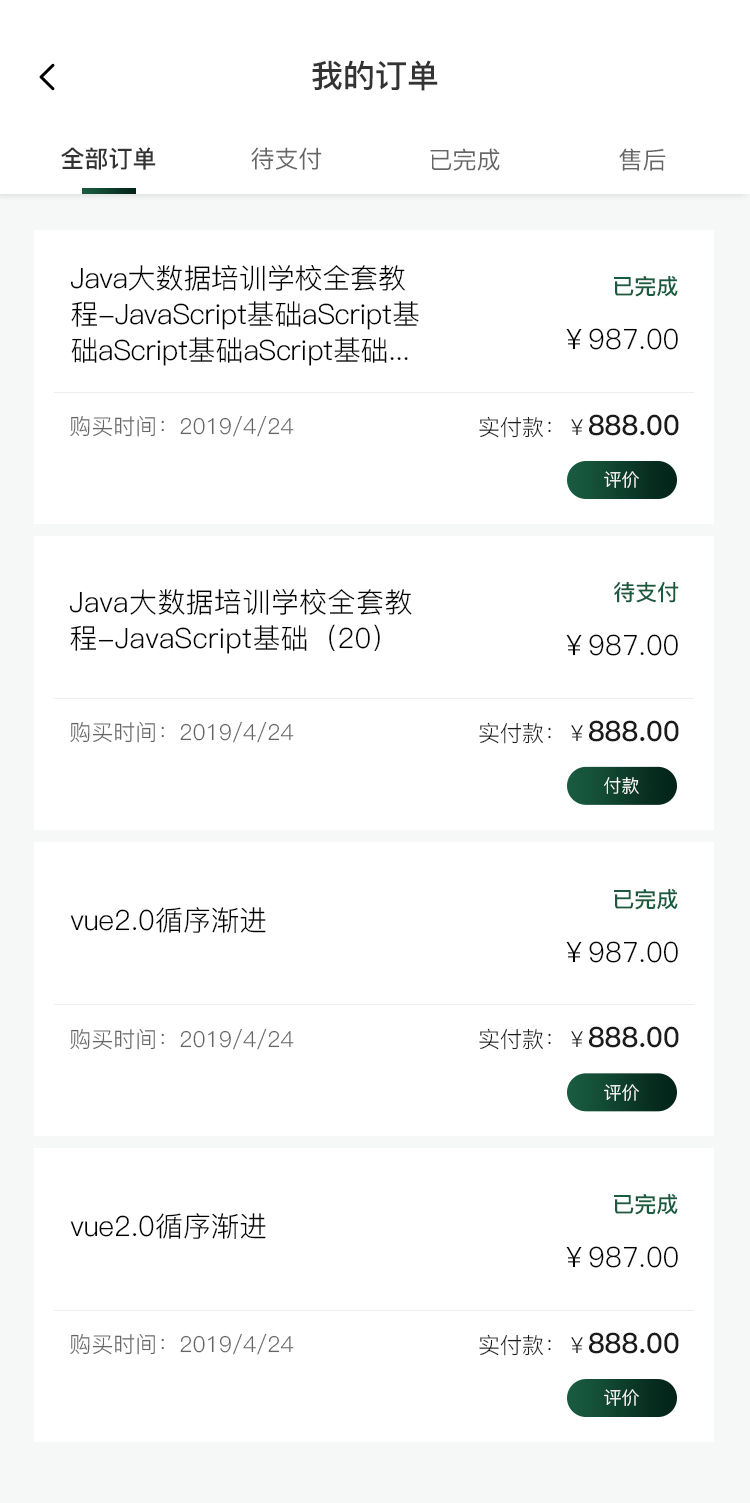 我的订单
全部订单 待支付 已完成 售后
Java大数据培训学校全套教
程–JavaScript基础aScript基
础aScript基础aScript基础...
已完成
¥987.00
购买时间：2019/4/24 实付款：¥888.00
评价
Java大数据培训学校全套教
程–JavaScript基础（20）
待支付
¥987.00
购买时间：2019/4/24 实付款：¥888.00
付款
vue2.0循序渐进
已完成
¥987.00
购买时间：2019/4/24 实付款：¥888.00
评价
vue2.0循序渐进
已完成
¥987.00
购买时间：2019/4/24 实付款：¥888.00
评价